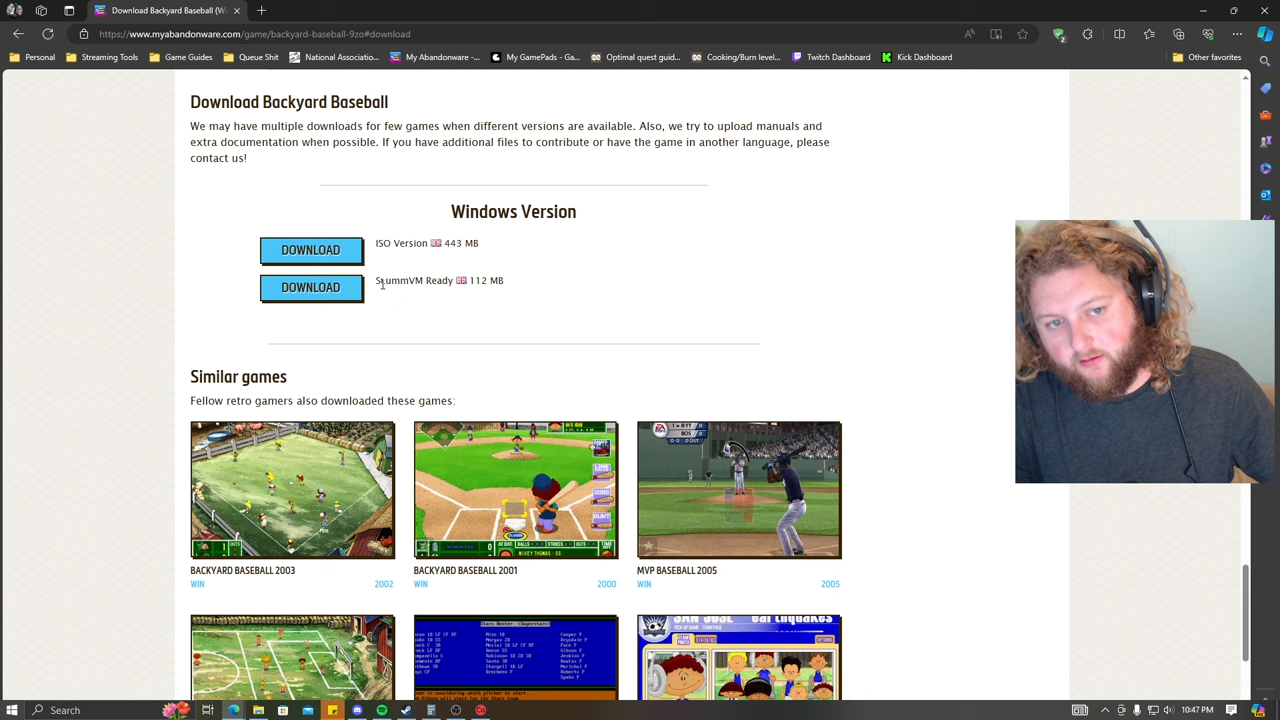 Download Backyard Baseball (Wi
https://www.myabandonware.com/game/backyard-baseball-9zo#download
Personal
Streaming Tools
Game Guides
Queue Shit
National Associatio...
My Abandonware -...
My GamePads - Ga...
Optimal quest guid...
Cooking/Burn level...
Twitch Dashboard
Kick Dashboard
Other favorites
Download Backyard Baseball
We may have multiple downloads for few games when different versions are available. Also, we try to upload manuals and
extra documentation when possible. If you have additional files to contribute or have the game in another language, please
contact us!
Windows Version
DOWNLOAD
ISO Version 443 MB
DOWNLOAD
ScummVM Ready 112 MB
Similar games
Fellow retro gamers also downloaded these games:
BACKYARD BASEBALL 2003
WIN 2002
BACKYARD BASEBALL 2001
WIN 2000
MVP BASEBALL 2005
WIN 2005
Search
10:47 PM